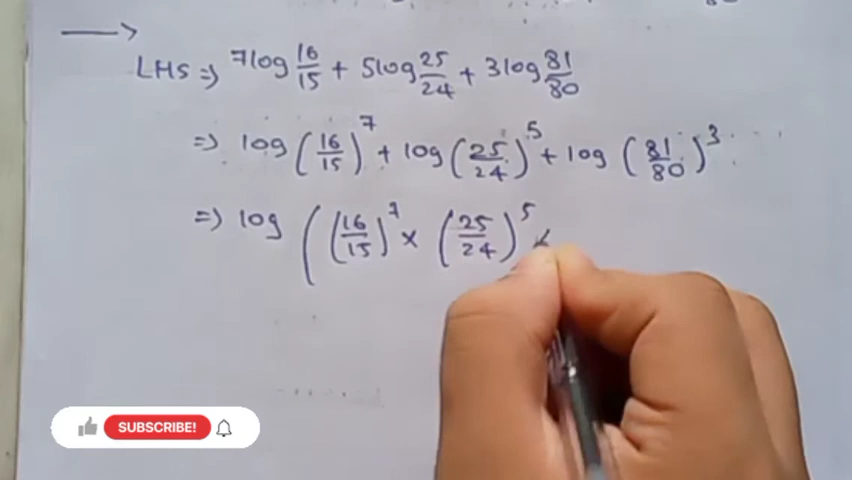 LHS => 7log 16/15 + 5log 25/24 + 3log 81/80
=> log (16/15)^7 + log (25/24)^5 + log (81/80)^3
=> log ((16/15)^7 × (25/24)^5 ×
SUBSCRIBE!